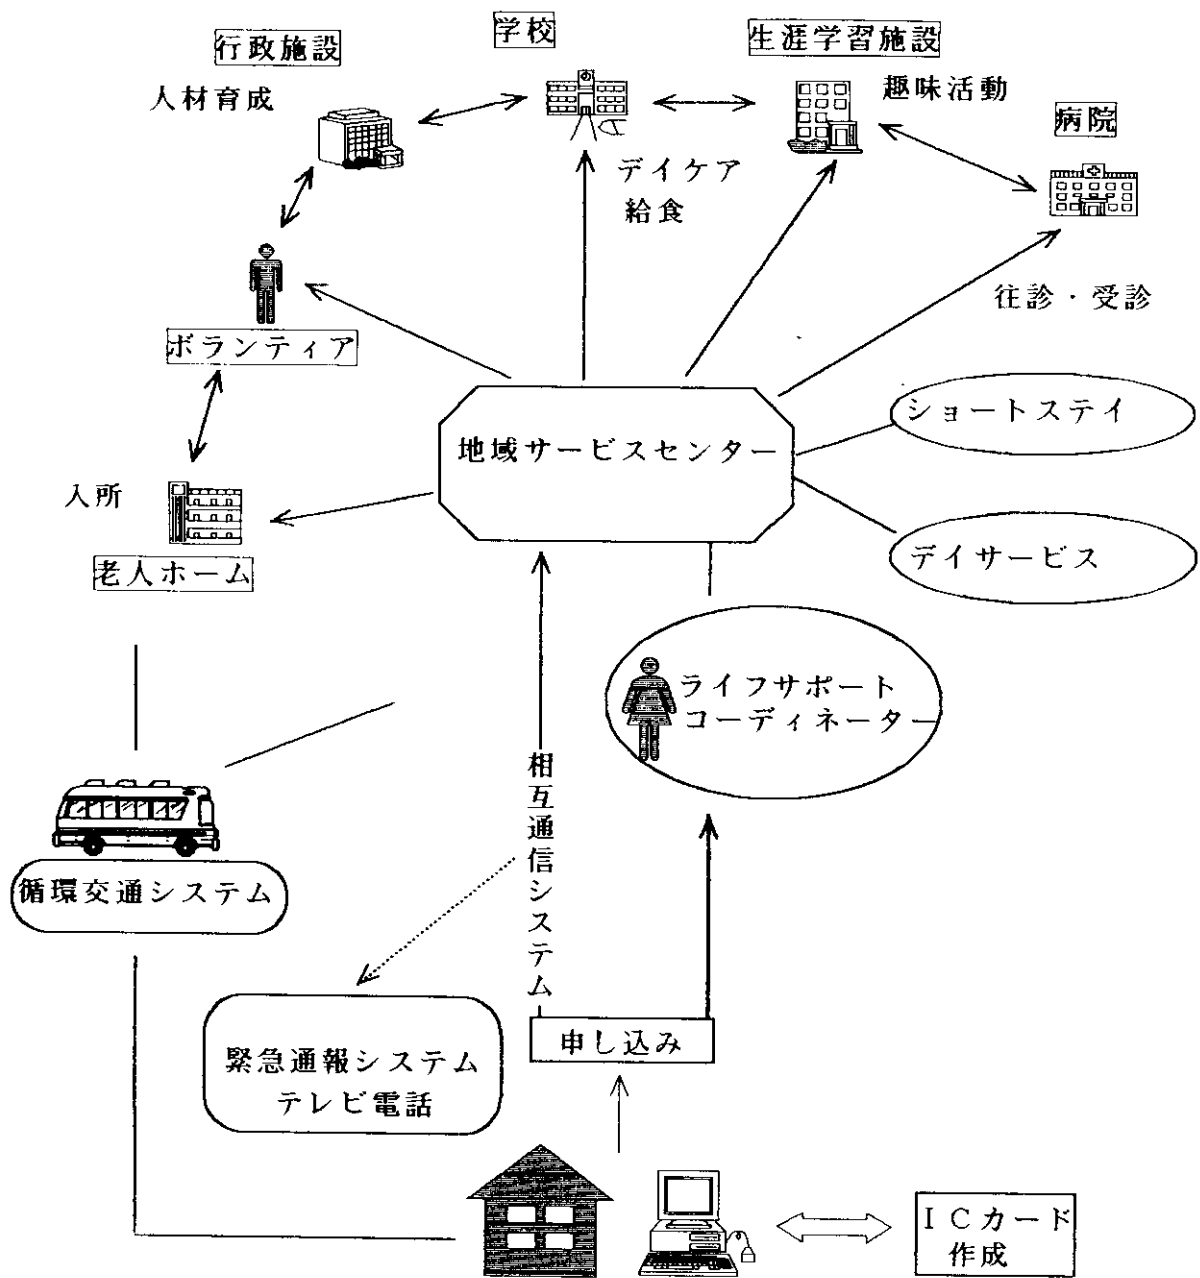 学校
行政施設
生涯学習施設
人材育成
趣味活動
病院
デイケア
給食
往診・受診
ボランティア
ショートステイ
地域サービスセンター
入所
デイサービス
老人ホーム
ライフサポート
コーディネーター
相互通信システム
循環交通システム
申し込み
緊急通報システム
テレビ電話
ICカード
作成